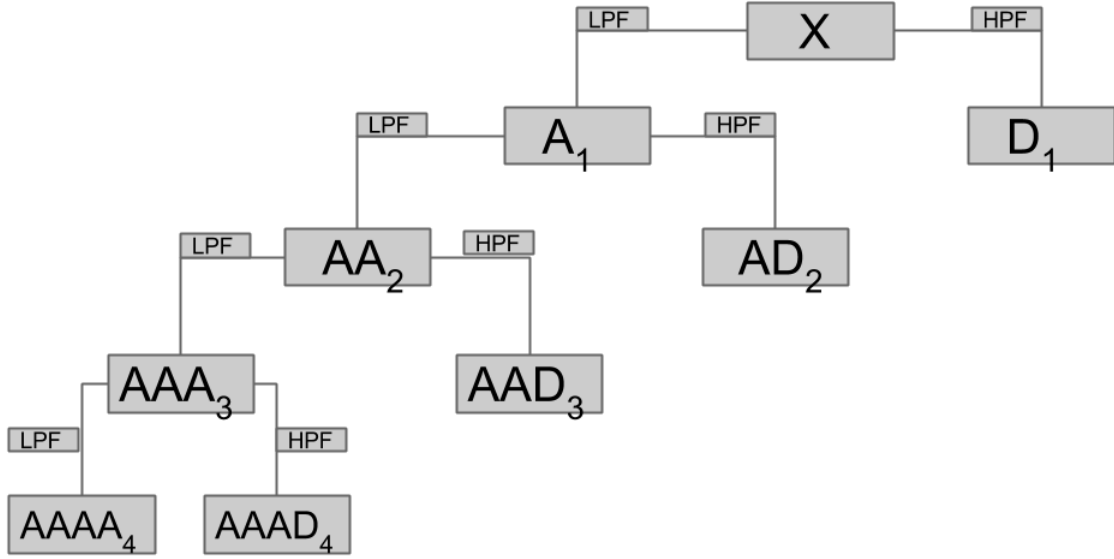 LPF X HPF
LPF A₁ HPF D₁
LPF AA₂ HPF AD₂
AAA₃ AAD₃
LPF HPF
AAAA₄ AAAD₄